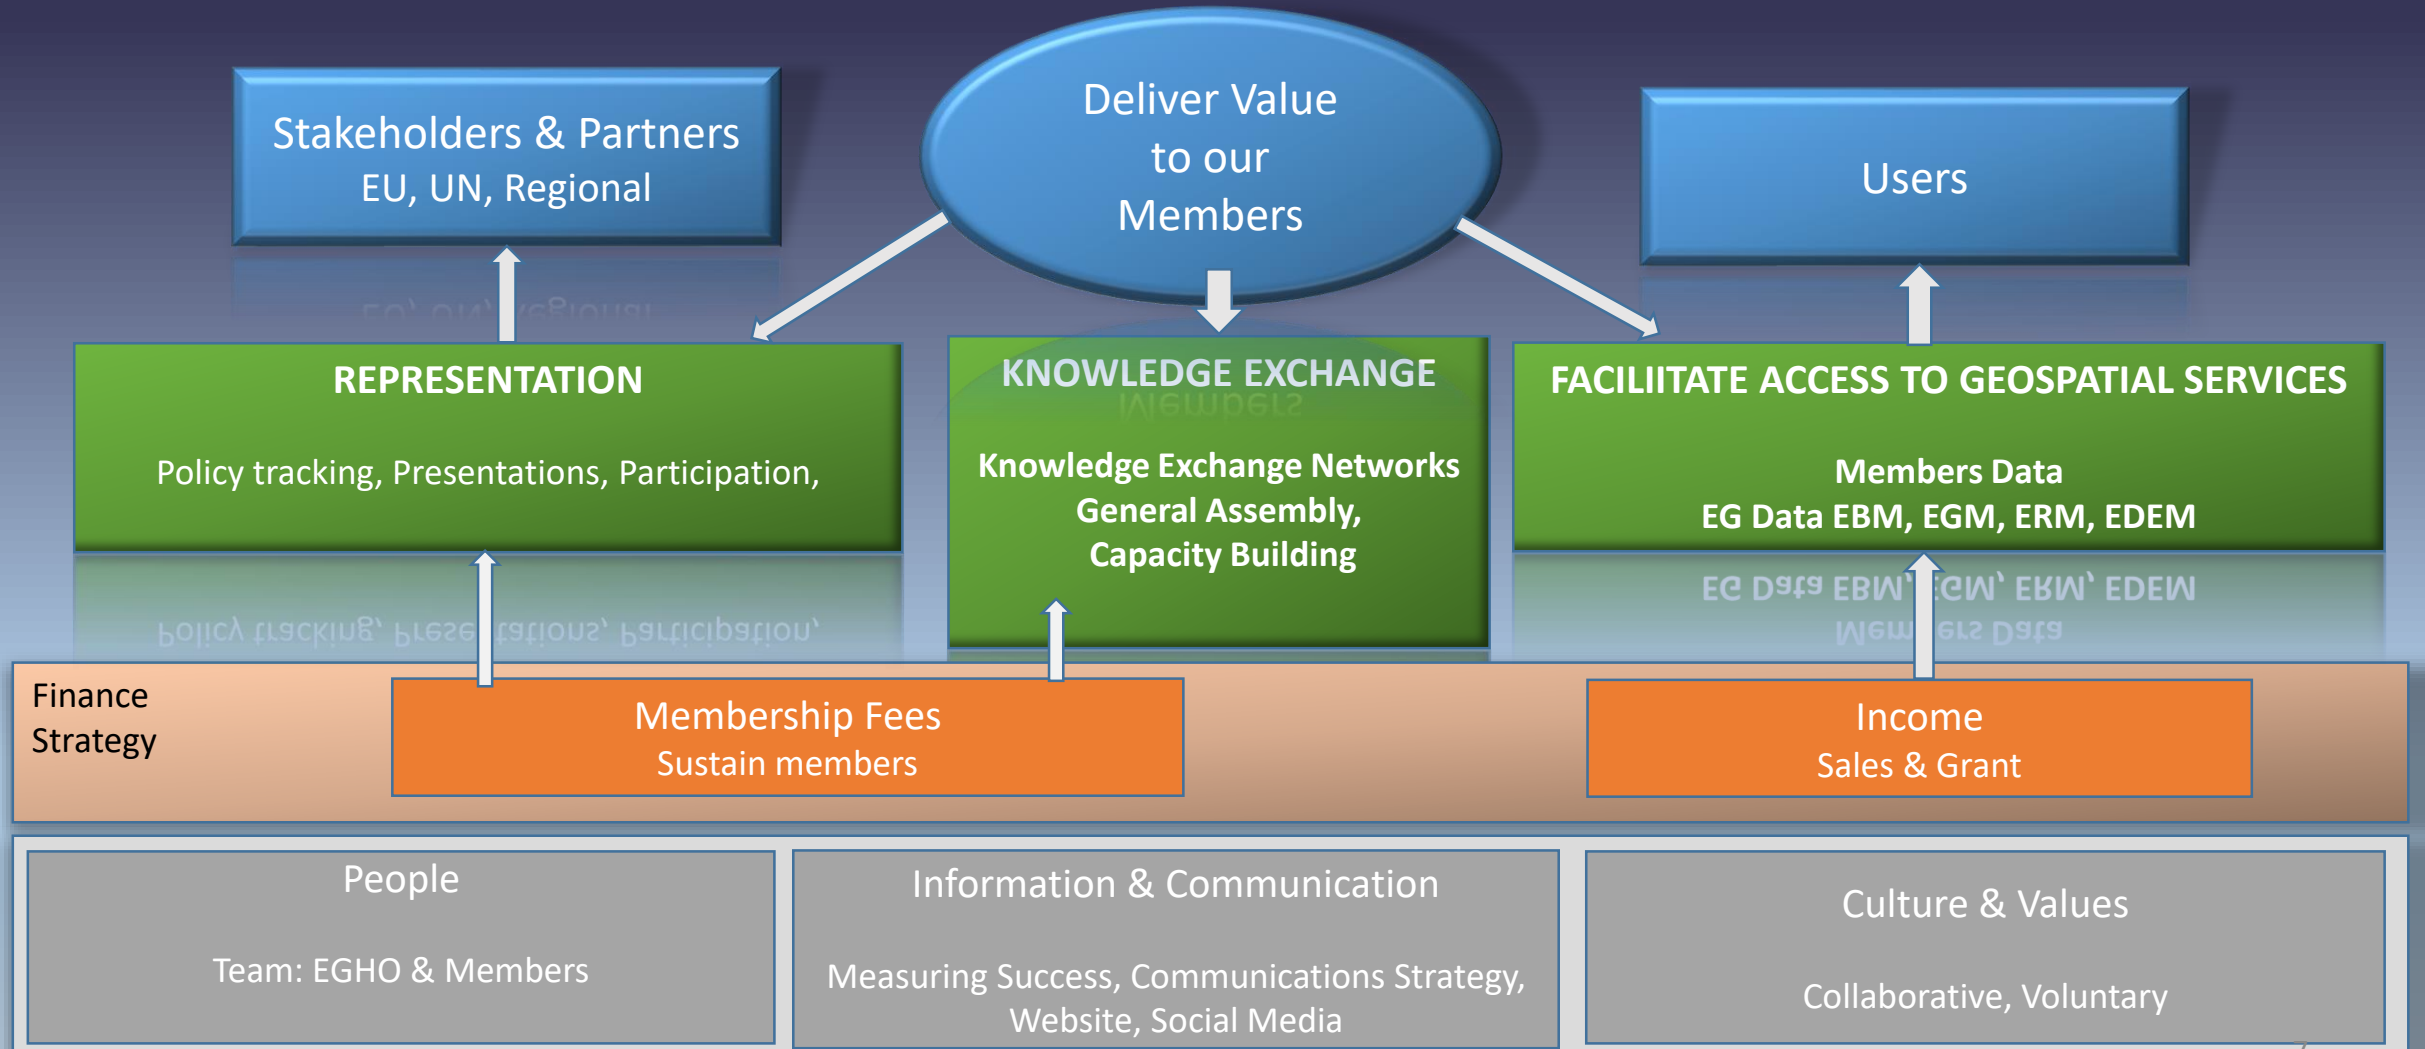 Deliver Value
to our
Members
Stakeholders & Partners
EU, UN, Regional
Users
REPRESENTATION
Policy tracking, Presentations, Participation,
KNOWLEDGE EXCHANGE
Knowledge Exchange Networks
General Assembly,
Capacity Building
FACILIITATE ACCESS TO GEOSPATIAL SERVICES
Members Data
EG Data EBM, EGM, ERM, EDEM
Finance
Strategy
Membership Fees
Sustain members
Income
Sales & Grant
People
Team: EGHO & Members
Information & Communication
Measuring Success, Communications Strategy,
Website, Social Media
Culture & Values
Collaborative, Voluntary